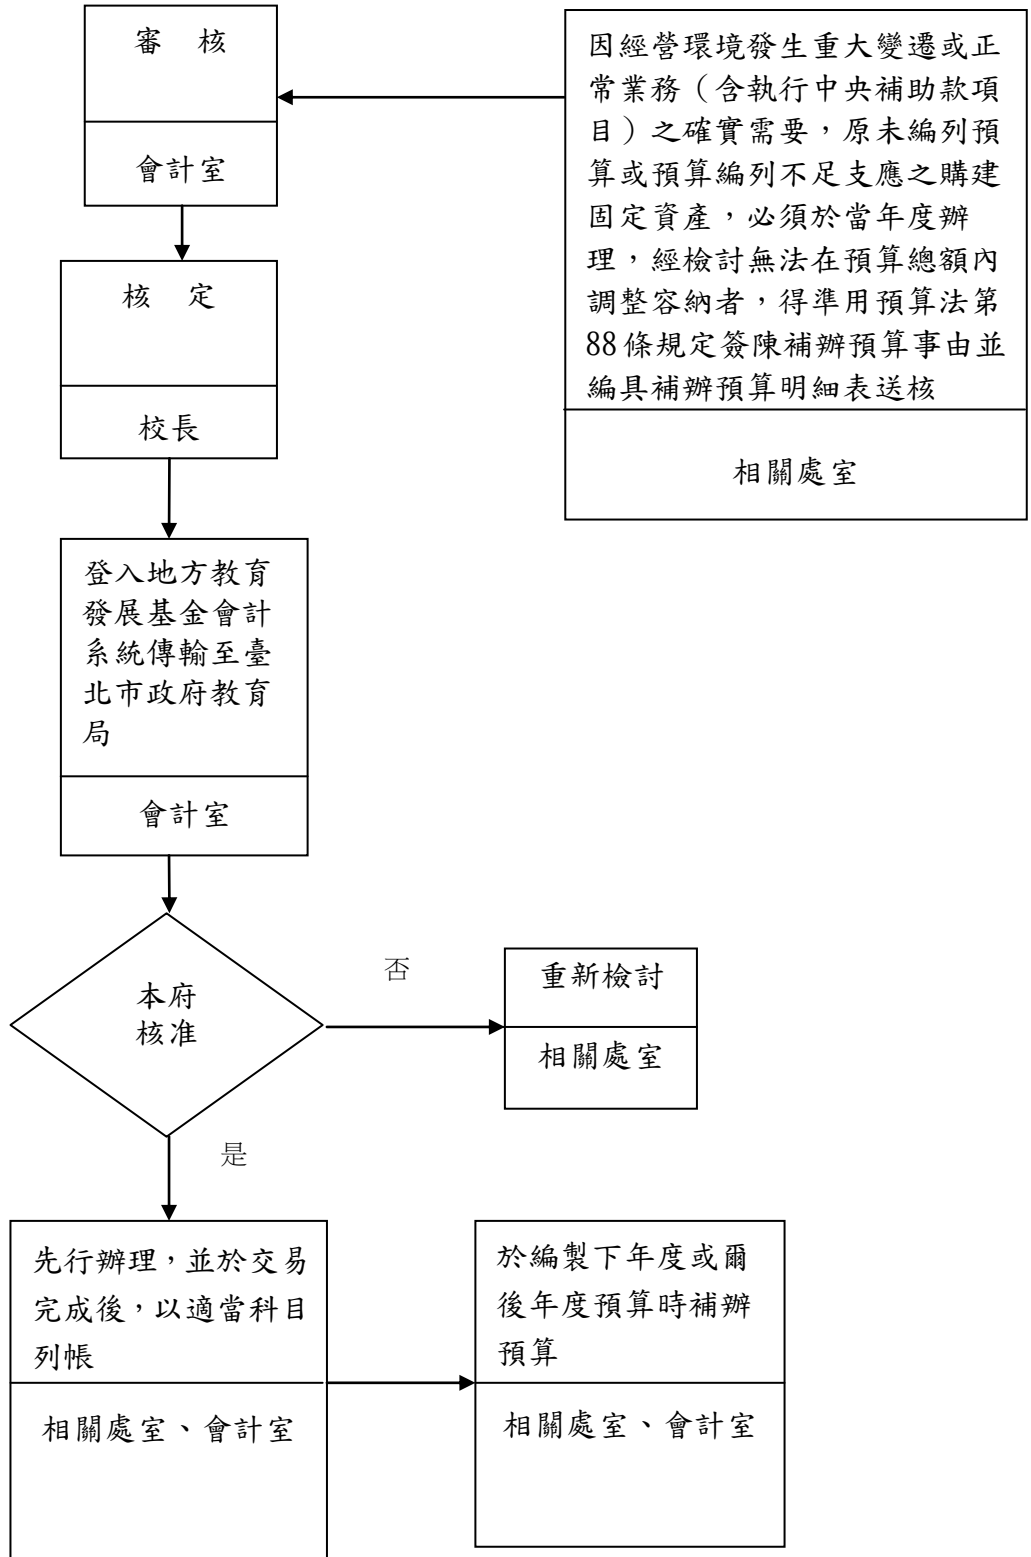 審　核
會計室
因經營環境發生重大變遷或正
常業務（含執行中央補助款項
目）之確實需要，原未編列預
算或預算編列不足支應之購建
固定資產，必須於當年度辦
理，經檢討無法在預算總額內
調整容納者，得準用預算法第
88條規定簽陳補辦預算事由並
編具補辦預算明細表送核
相關處室
核　定
校長
登入地方教育
發展基金會計
系統傳輸至臺
北市政府教育
局
會計室
本府
核准
否
重新檢討
相關處室
是
先行辦理，並於交易
完成後，以適當科目
列帳
相關處室、會計室
於編製下年度或爾
後年度預算時補辦
預算
相關處室、會計室